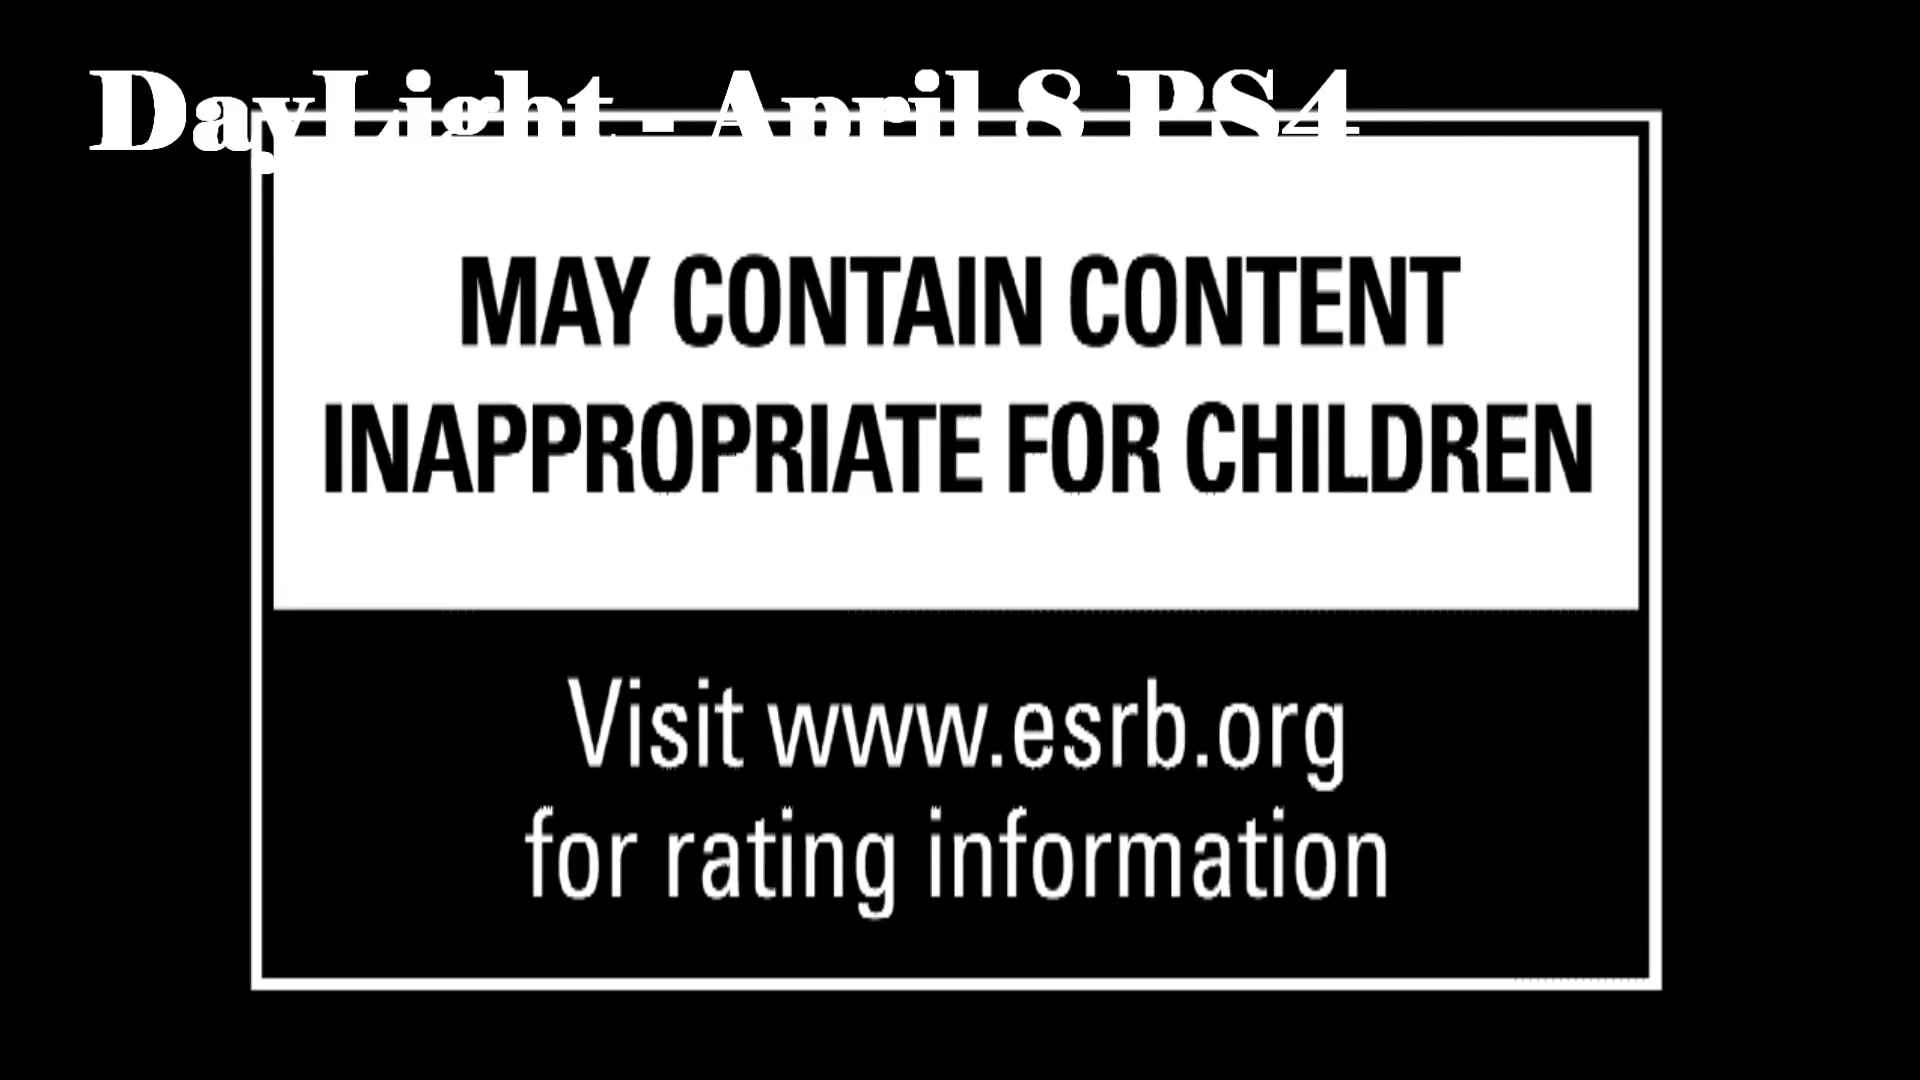 DayLight - April 8 PS4
MAY CONTAIN CONTENT
INAPPROPRIATE FOR CHILDREN
Visit www.esrb.org
for rating information